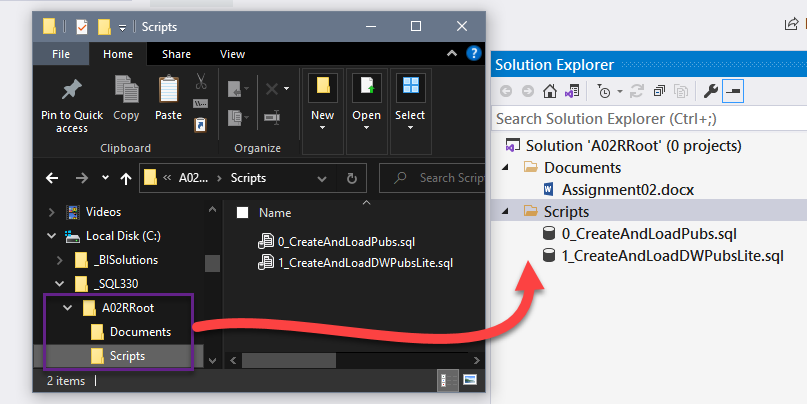 Scripts
File Home Share View
Pin to Quick access
Copy
Paste
New
Open
Select
Clipboard
Organize
A02... Scripts
Search Scrip
Videos
Local Disk (C:)
_BISolutions
_SQL330
A02RRoot
Documents
Scripts
Name
0_CreateAndLoadPubs.sql
1_CreateAndLoadDWPubsLite.sql
2 items
Solution Explorer
Search Solution Explorer (Ctrl+;)
Solution 'A02RRoot' (0 projects)
Documents
Assignment02.docx
Scripts
0_CreateAndLoadPubs.sql
1_CreateAndLoadDWPubsLite.sql